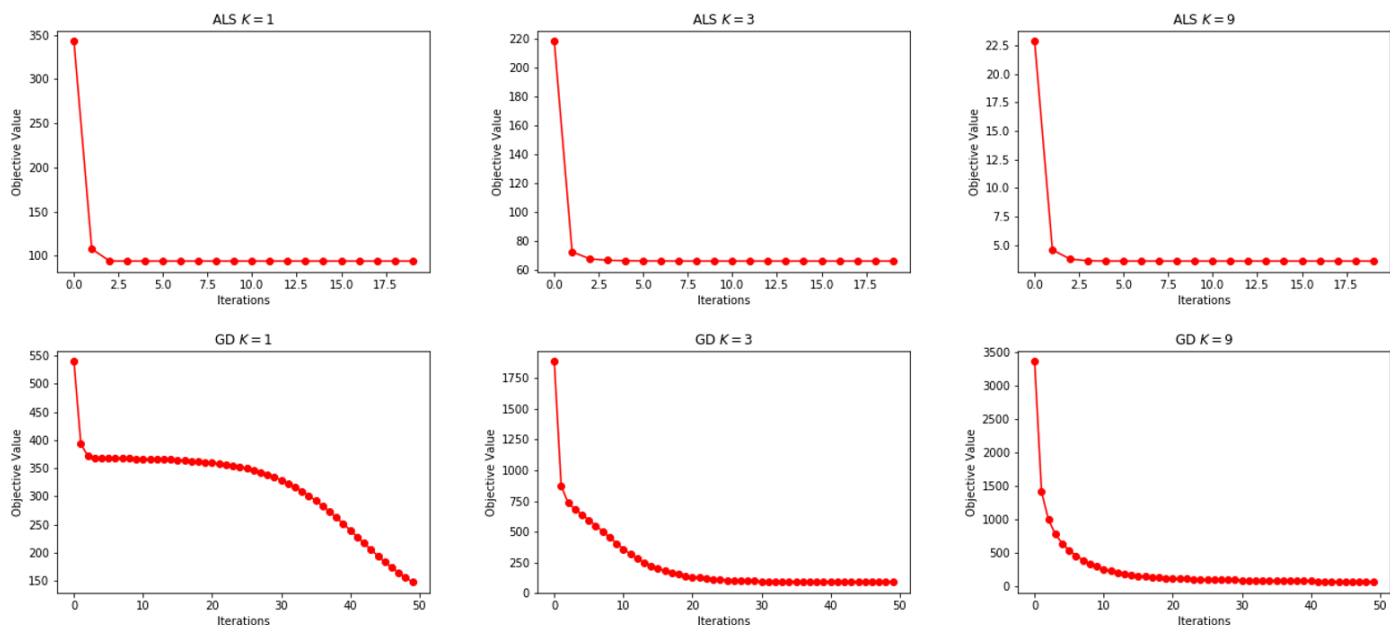 ALS K = 1
350
300
250
200
150
100
0.0 2.5 5.0 7.5 10.0 12.5 15.0 17.5
Iterations
Objective Value
ALS K = 3
220
200
180
160
140
120
100
80
60
0.0 2.5 5.0 7.5 10.0 12.5 15.0 17.5
Iterations
Objective Value
ALS K = 9
22.5
20.0
17.5
15.0
12.5
10.0
7.5
5.0
0.0 2.5 5.0 7.5 10.0 12.5 15.0 17.5
Iterations
Objective Value
GD K = 1
550
500
450
400
350
300
250
200
150
0 10 20 30 40 50
Iterations
Objective Value
GD K = 3
1750
1500
1250
1000
750
500
250
0
0 10 20 30 40 50
Iterations
Objective Value
GD K = 9
3500
3000
2500
2000
1500
1000
500
0
0 10 20 30 40 50
Iterations
Objective Value